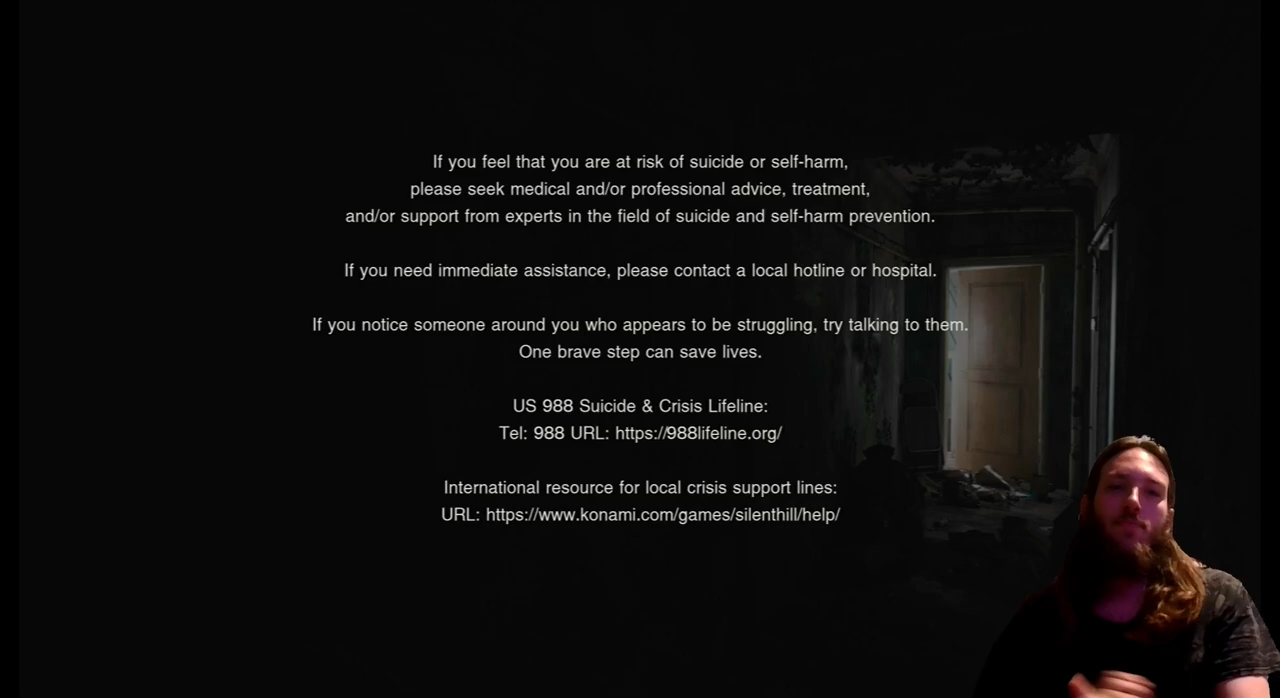 If you feel that you are at risk of suicide or self-harm,
please seek medical and/or professional advice, treatment,
and/or support from experts in the field of suicide and self-harm prevention.
If you need immediate assistance, please contact a local hotline or hospital.
If you notice someone around you who appears to be struggling, try talking to them.
One brave step can save lives.
US 988 Suicide & Crisis Lifeline:
Tel: 988 URL: https://988lifeline.org/
International resource for local crisis support lines:
URL: https://www.konami.com/games/silenthill/help/